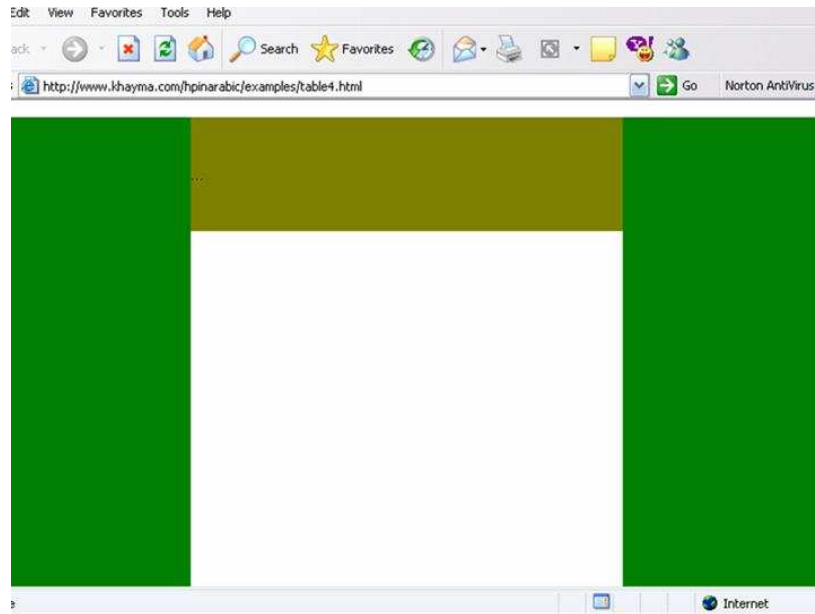 Edit View Favorites Tools Help
Search Favorites
http://www.khayma.com/hpinarabic/examples/table4.html Go Norton AntiVirus
...
Internet